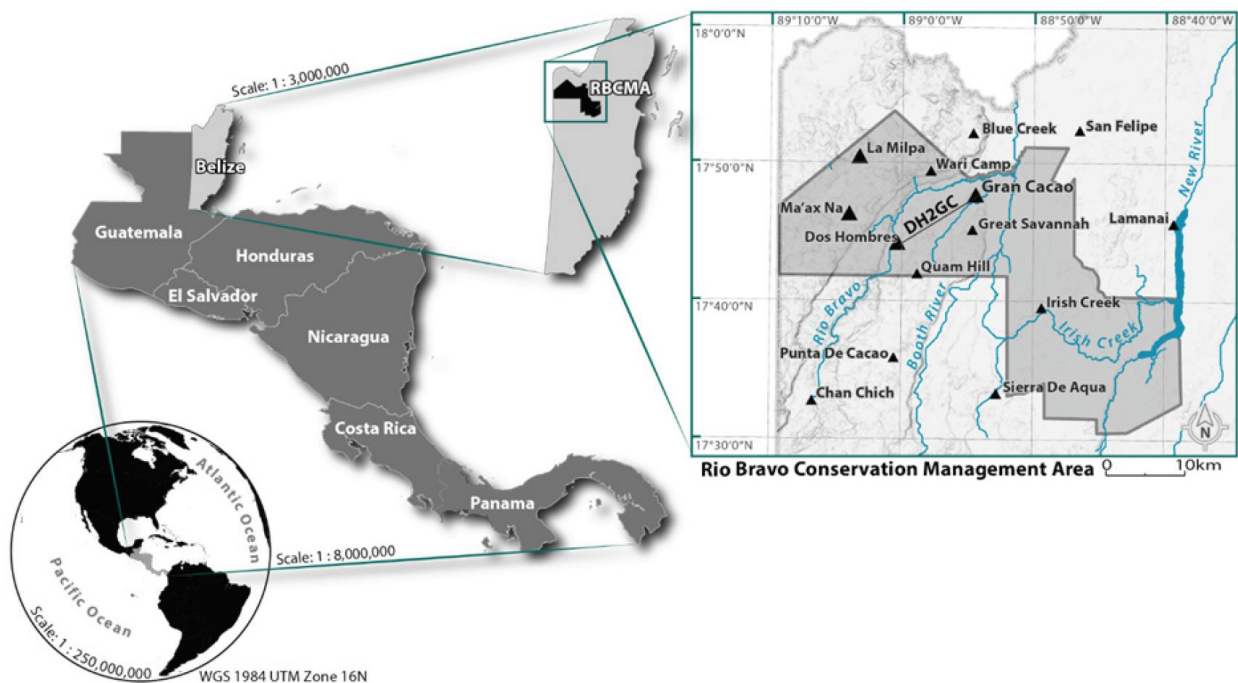 Scale: 1 : 3,000,000
Belize
Guatemala
Honduras
El Salvador
Nicaragua
Costa Rica
Panama
Scale: 1 : 8,000,000
Atlantic Ocean
Pacific Ocean
Scale: 1 : 250,000,000
WGS 1984 UTM Zone 16N
RBCMA
89°10'0"W 89°0'0"W 88°50'0"W 88°40'0"W
18°0'0"N
17°50'0"N
17°40'0"N
17°30'0"N
Blue Creek
San Felipe
La Milpa
Wari Camp
Gran Cacao
New River
Ma'ax Na
DH2GC
Dos Hombres
Great Savannah
Lamanai
Quam Hill
Rio Bravo
Booth River
Irish Creek
Irish Creek
Punta De Cacao
Chan Chich
Sierra De Aqua
N
Rio Bravo Conservation Management Area
0 10km